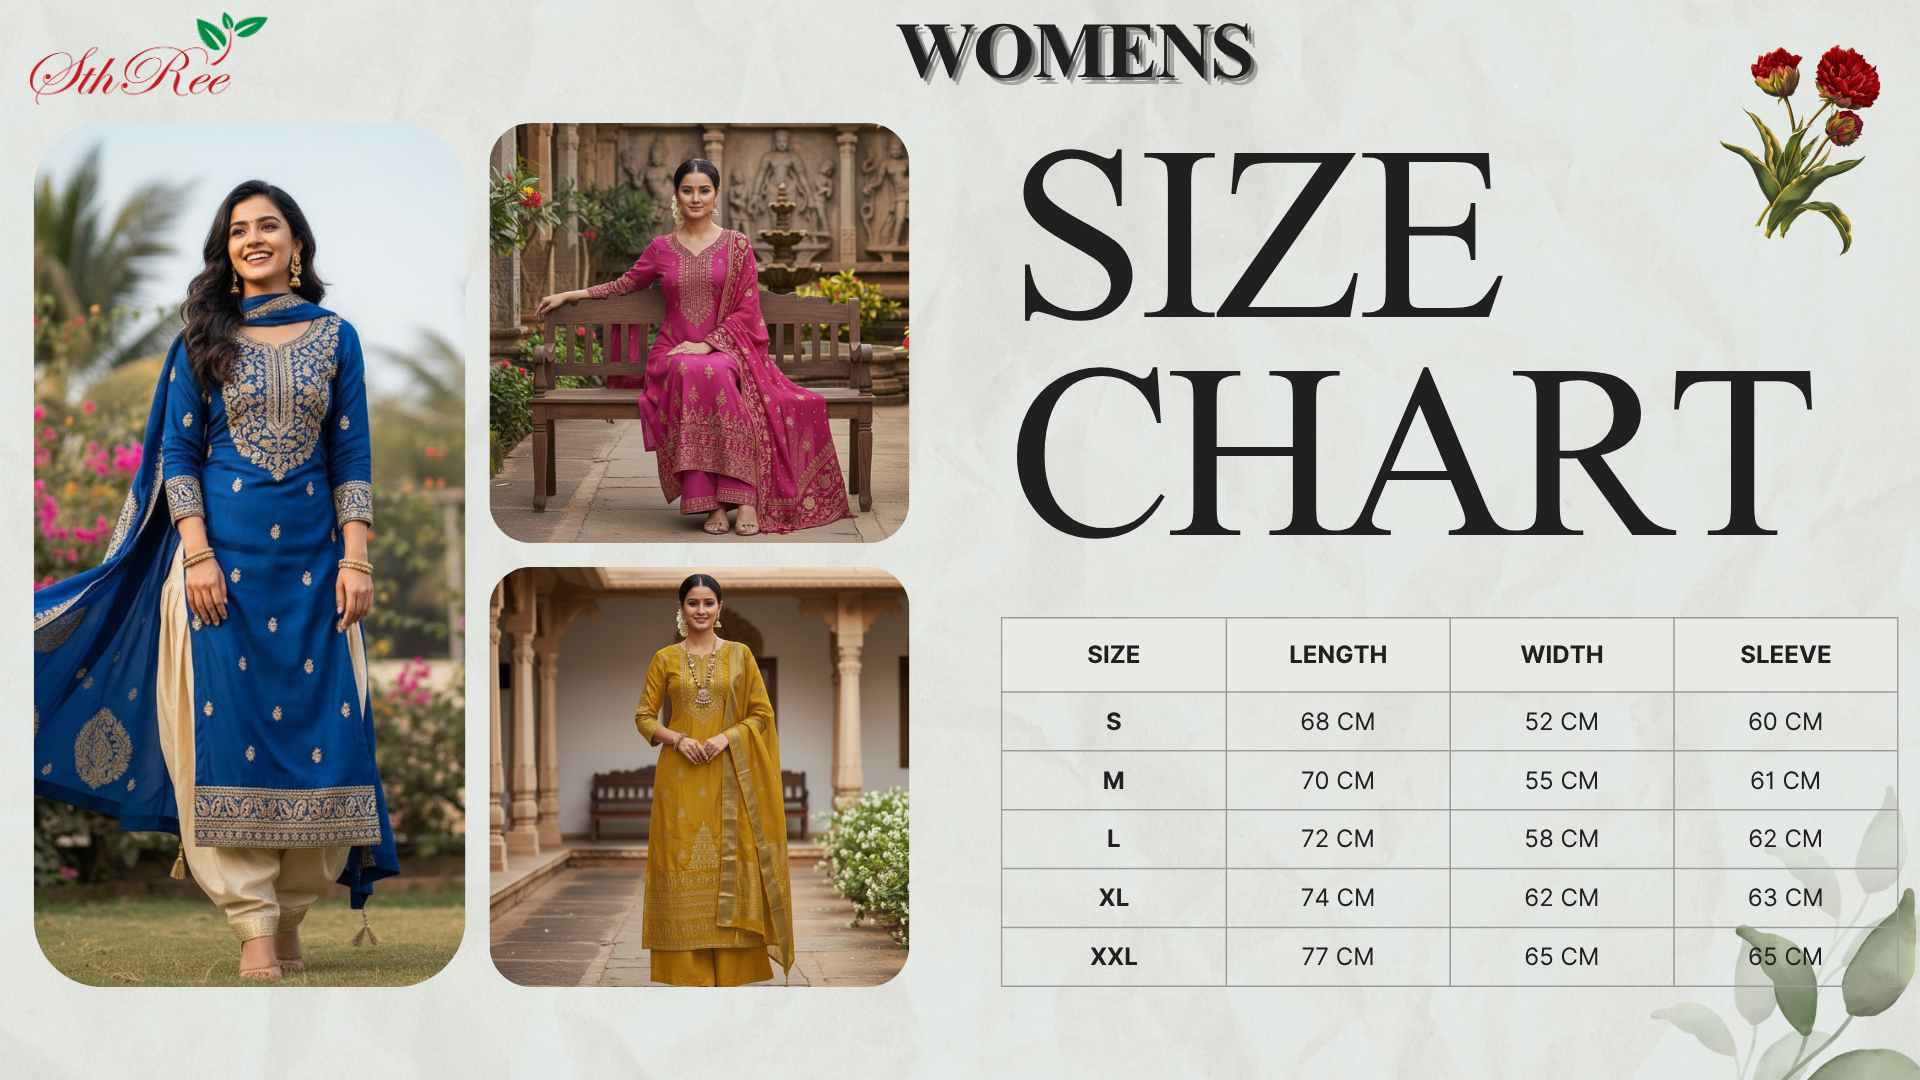 SthRee
WOMENS
SIZE
CHART
SIZE LENGTH WIDTH SLEEVE
S 68 CM 52 CM 60 CM
M 70 CM 55 CM 61 CM
L 72 CM 58 CM 62 CM
XL 74 CM 62 CM 63 CM
XXL 77 CM 65 CM 65 CM